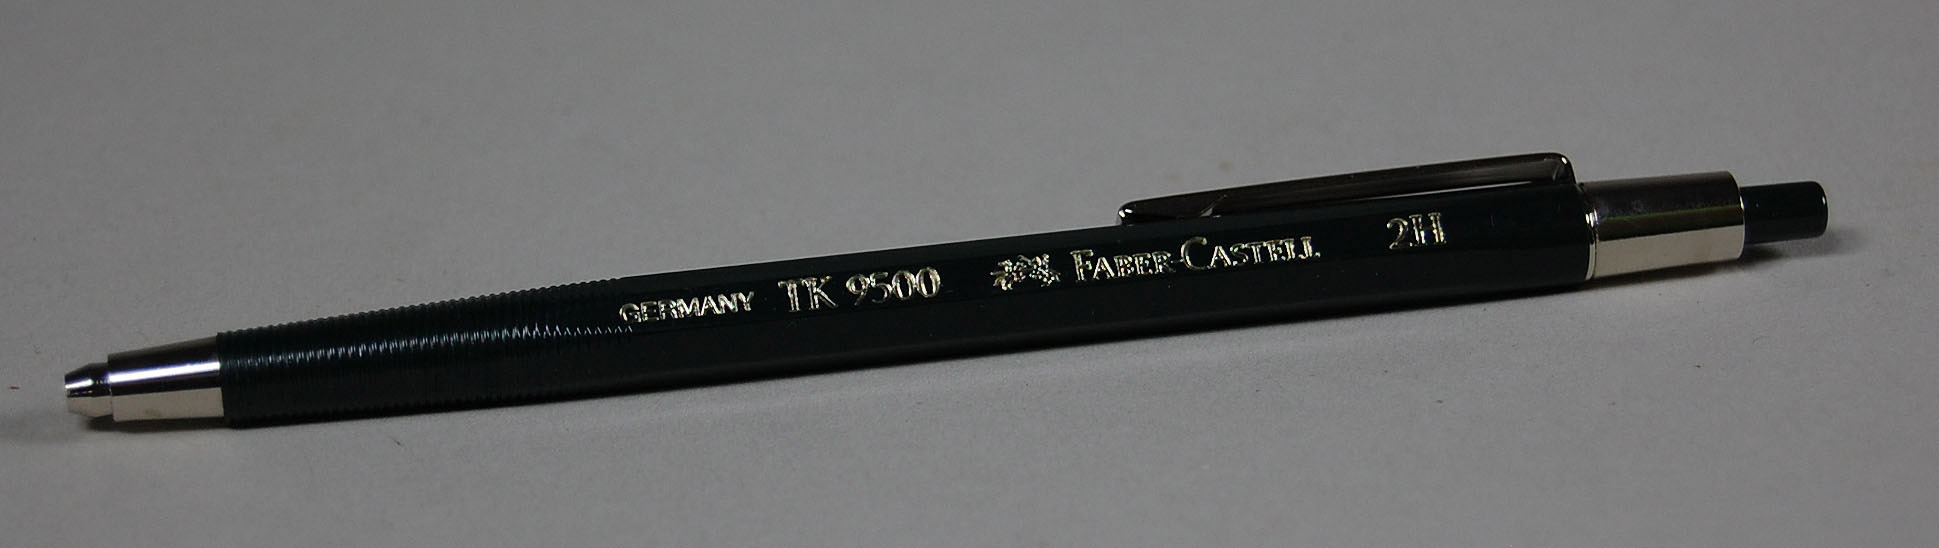 GERMANY TK 9500 FABER-CASTELL 2H